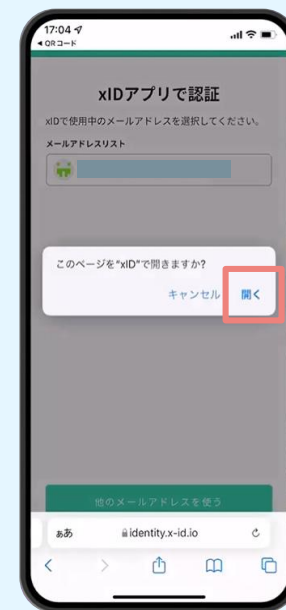 17:04
◀ QRコード
xIDアプリで認証
xIDで使用中のメールアドレスを選択してください。
メールアドレスリスト
このページを"xID"で開きますか?
キャンセル 開く
他のメールアドレスを使う
ぁあ identity.x-id.io